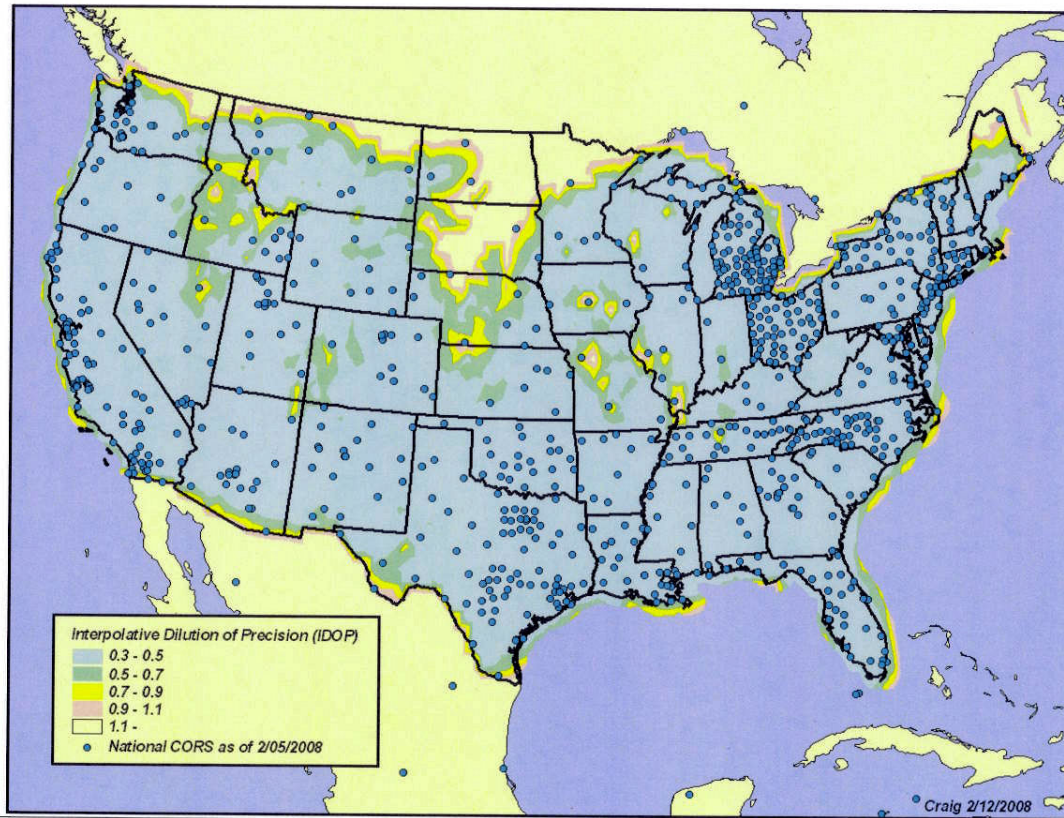 Interpolative Dilution of Precision (IDOP)
0.3 - 0.5
0.5 - 0.7
0.7 - 0.9
0.9 - 1.1
1.1 -
National CORS as of 2/05/2008
Craig 2/12/2008